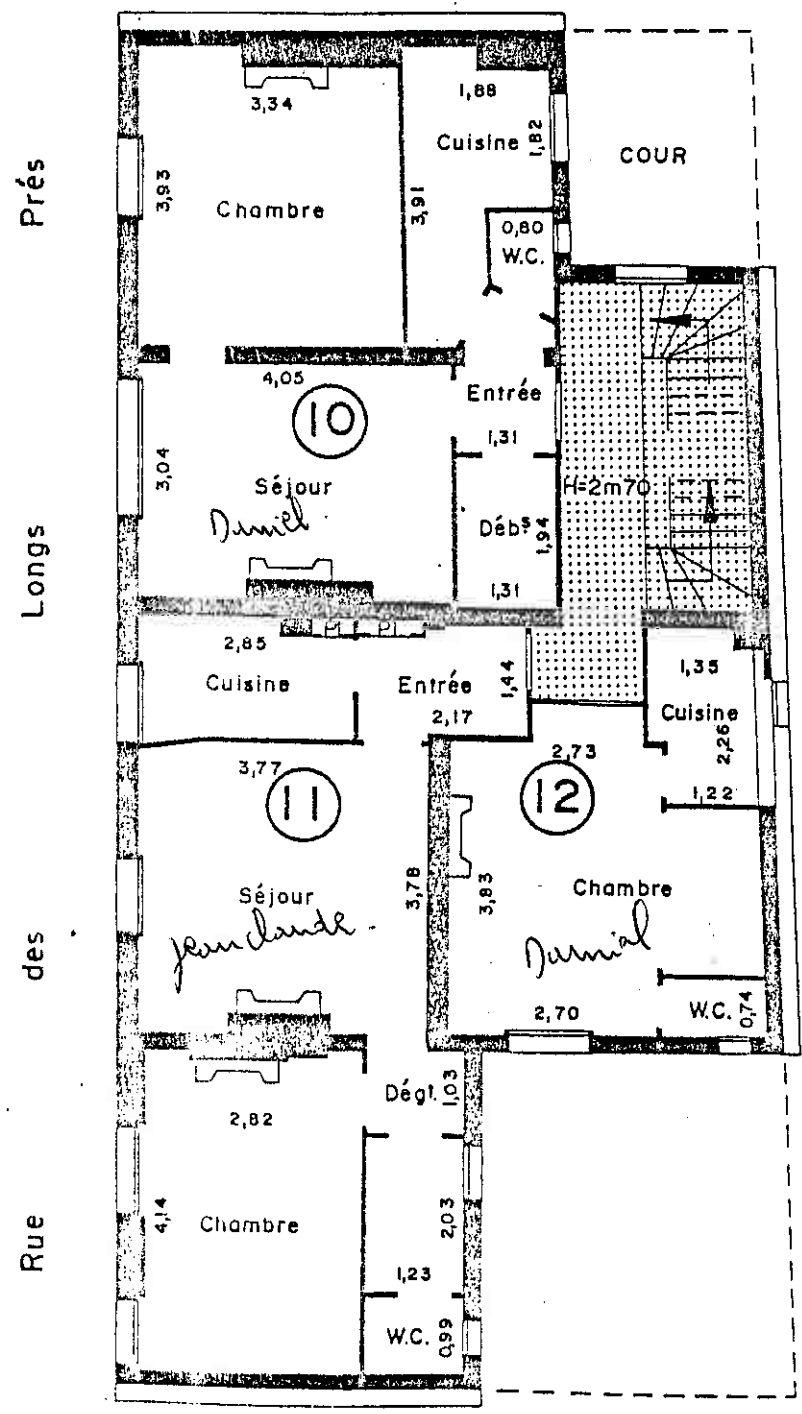 Rue des Longs Prés
3,34
3,93
Chambre
3,91
1,88
Cuisine
1,82
COUR
0,80
W.C.
4,05
10
Entrée
1,31
3,04
Séjour
H=2m70
Déb.s
1,94
1,31
Pl
Pl
2,85
Cuisine
Entrée
1,44
2,17
1,35
Cuisine
2,26
1,22
3,77
11
2,73
12
3,78
3,83
Séjour
Jean claude
Chambre
2,70
W.C.
0,74
Dégt.
1,03
2,82
4,14
Chambre
2,03
1,23
W.C.
0,99